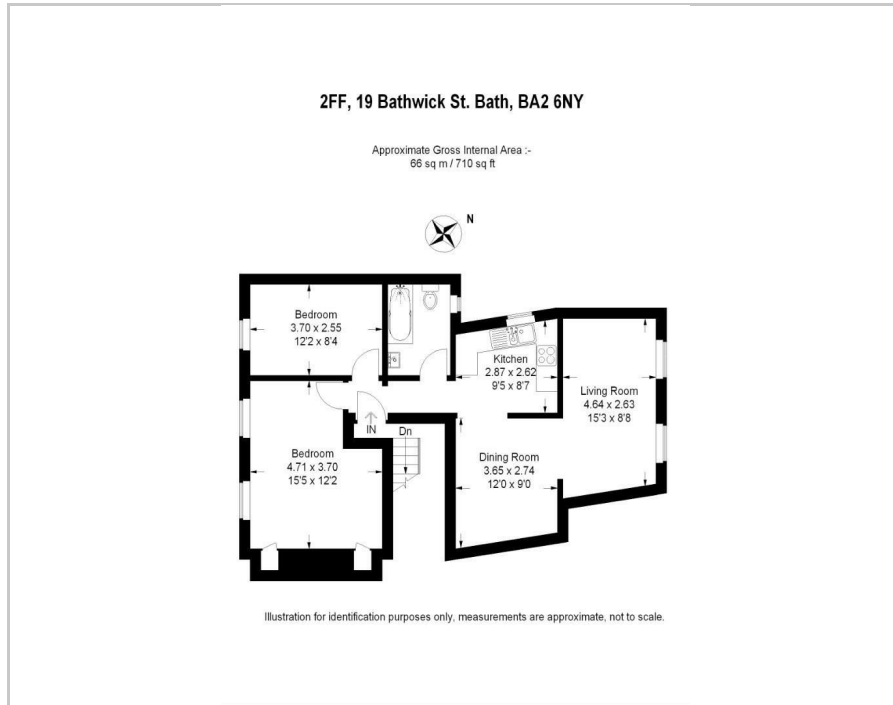 2FF, 19 Bathwick St. Bath, BA2 6NY
Approximate Gross Internal Area :-
66 sq m / 710 sq ft
N
Bedroom
3.70 x 2.55
12'2 x 8'4
Kitchen
2.87 x 2.62
9'5 x 8'7
Living Room
4.64 x 2.63
15'3 x 8'8
IN
Dn
Bedroom
4.71 x 3.70
15'5 x 12'2
Dining Room
3.65 x 2.74
12'0 x 9'0
Illustration for identification purposes only, measurements are approximate, not to scale.